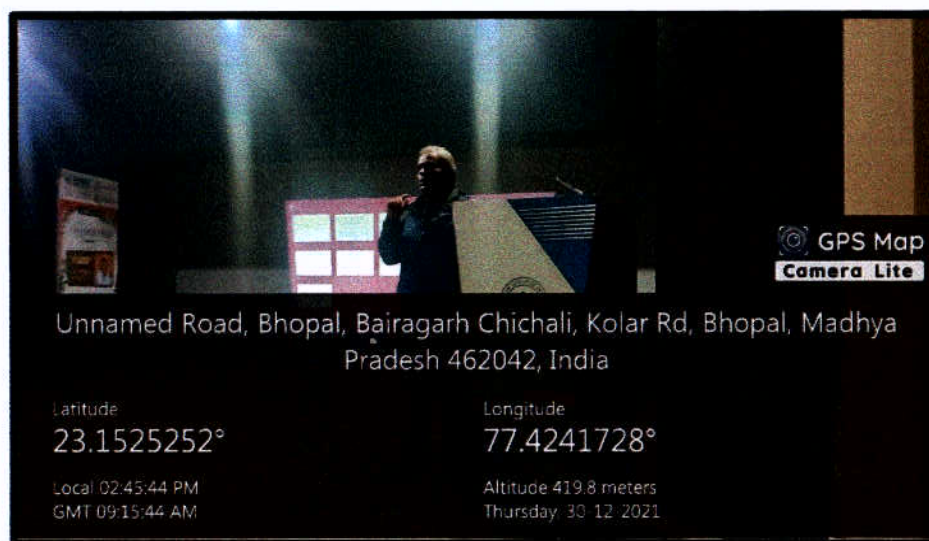 GPS Map
Camera Lite
Unnamed Road, Bhopal, Bairagarh Chichali, Kolar Rd, Bhopal, Madhya
Pradesh 462042, India
Latitude
23.1525252°
Longitude
77.4241728°
Local 02:45:44 PM
GMT 09:15:44 AM
Altitude 419.8 meters
Thursday, 30-12-2021